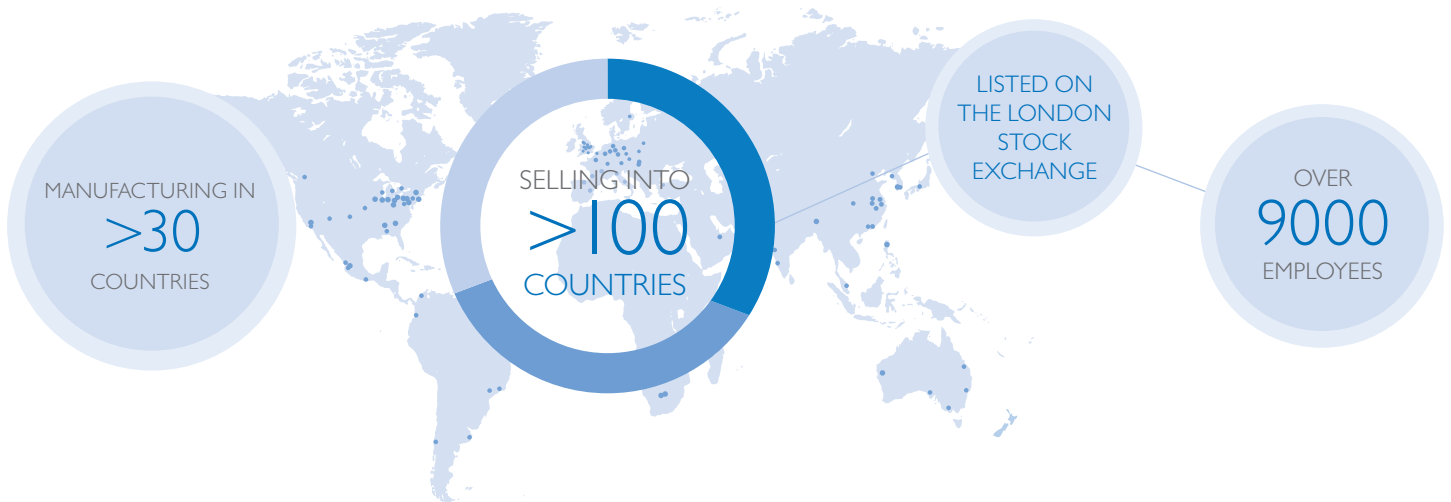 MANUFACTURING IN
>30
COUNTRIES
SELLING INTO
>100
COUNTRIES
LISTED ON
THE LONDON
STOCK
EXCHANGE
OVER
9000
EMPLOYEES